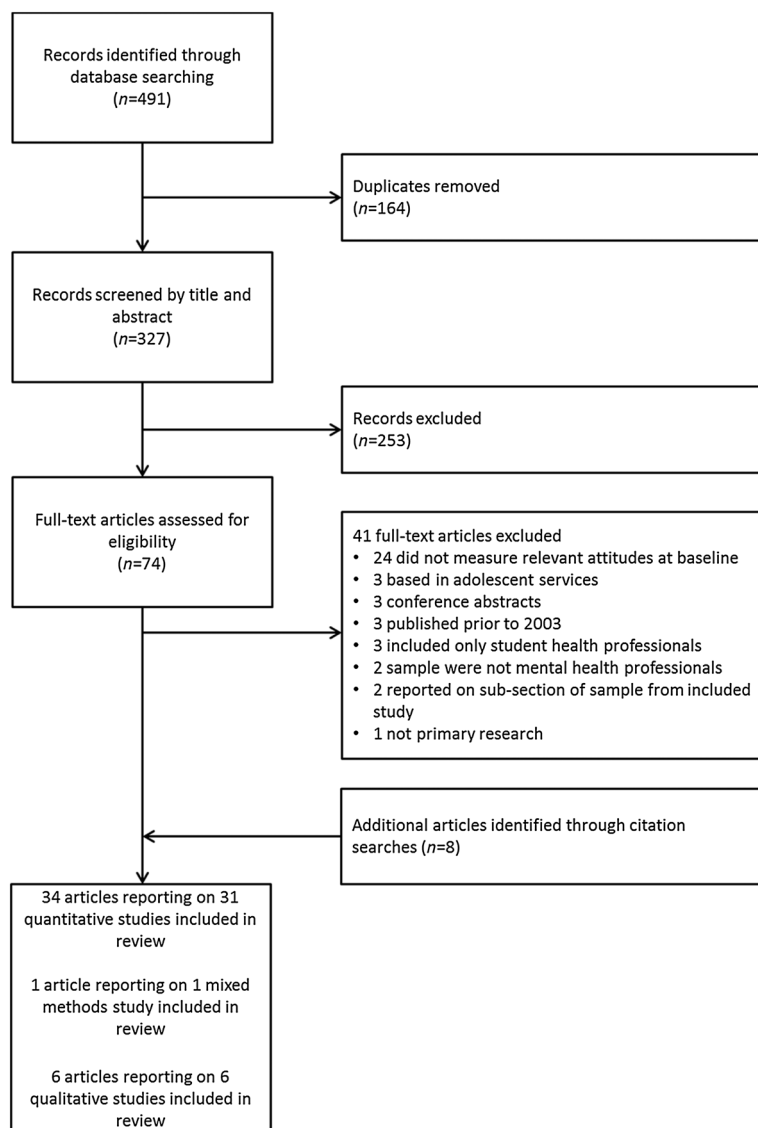 Records identified through
database searching
(n=491)
Duplicates removed
(n=164)
Records screened by title and
abstract
(n=327)
Records excluded
(n=253)
Full-text articles assessed for
eligibility
(n=74)
41 full-text articles excluded
• 24 did not measure relevant attitudes at baseline
• 3 based in adolescent services
• 3 conference abstracts
• 3 published prior to 2003
• 3 included only student health professionals
• 2 sample were not mental health professionals
• 2 reported on sub-section of sample from included
study
• 1 not primary research
Additional articles identified through citation
searches (n=8)
34 articles reporting on 31
quantitative studies included in
review
1 article reporting on 1 mixed
methods study included in
review
6 articles reporting on 6
qualitative studies included in
review